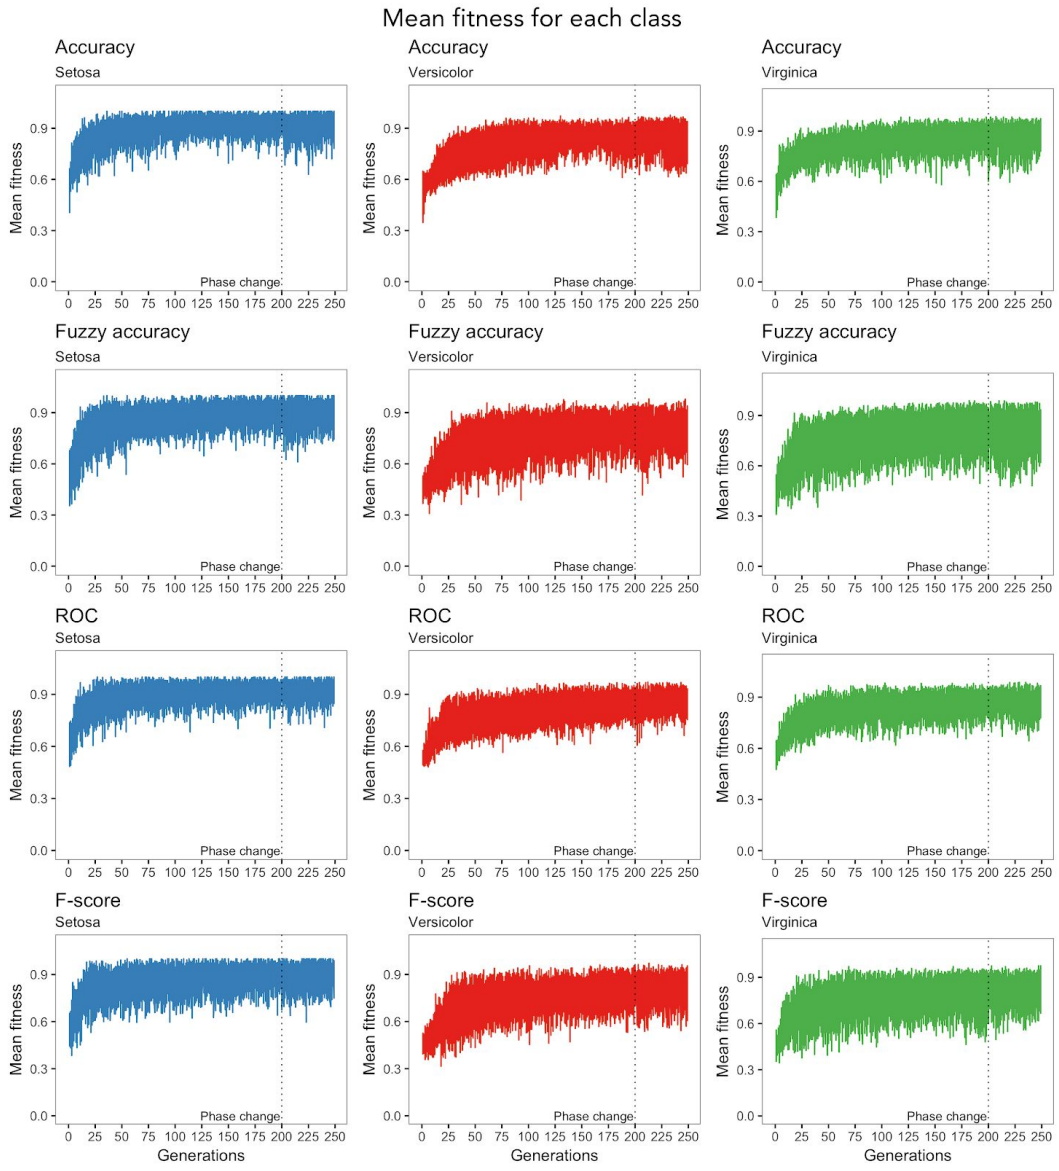 Mean fitness for each class
Accuracy
Setosa
Mean fitness
0.9
0.6
0.3
0.0
Phase change
0 25 50 75 100 125 150 175 200 225 250
Accuracy
Versicolor
Mean fitness
0.9
0.6
0.3
0.0
Phase change
0 25 50 75 100 125 150 175 200 225 250
Accuracy
Virginica
Mean fitness
0.9
0.6
0.3
0.0
Phase change
0 25 50 75 100 125 150 175 200 225 250
Fuzzy accuracy
Setosa
Mean fitness
0.9
0.6
0.3
0.0
Phase change
0 25 50 75 100 125 150 175 200 225 250
Fuzzy accuracy
Versicolor
Mean fitness
0.9
0.6
0.3
0.0
Phase change
0 25 50 75 100 125 150 175 200 225 250
Fuzzy accuracy
Virginica
Mean fitness
0.9
0.6
0.3
0.0
Phase change
0 25 50 75 100 125 150 175 200 225 250
ROC
Setosa
Mean fitness
0.9
0.6
0.3
0.0
Phase change
0 25 50 75 100 125 150 175 200 225 250
ROC
Versicolor
Mean fitness
0.9
0.6
0.3
0.0
Phase change
0 25 50 75 100 125 150 175 200 225 250
ROC
Virginica
Mean fitness
0.9
0.6
0.3
0.0
Phase change
0 25 50 75 100 125 150 175 200 225 250
F-score
Setosa
Mean fitness
0.9
0.6
0.3
0.0
Phase change
0 25 50 75 100 125 150 175 200 225 250
Generations
F-score
Versicolor
Mean fitness
0.9
0.6
0.3
0.0
Phase change
0 25 50 75 100 125 150 175 200 225 250
Generations
F-score
Virginica
Mean fitness
0.9
0.6
0.3
0.0
Phase change
0 25 50 75 100 125 150 175 200 225 250
Generations